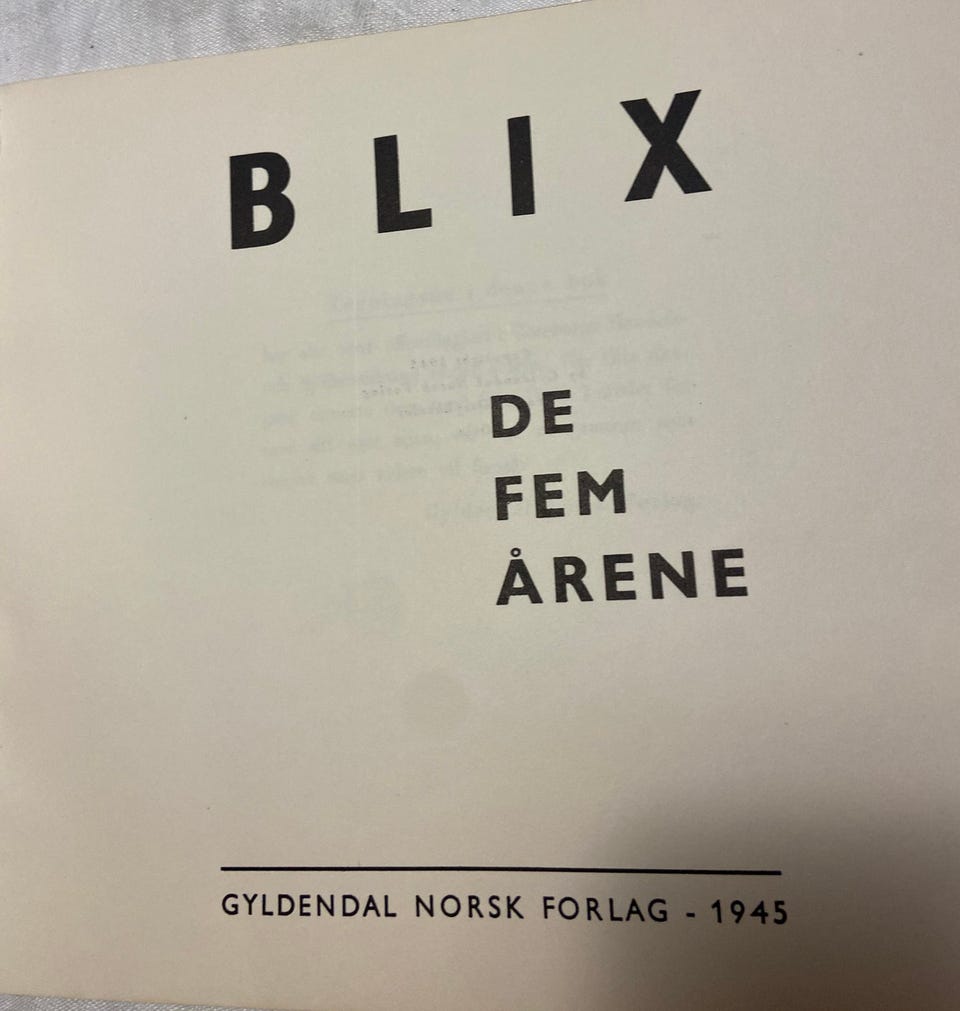 BLIX
DE
FEM
ÅRENE
GYLDENDAL NORSK FORLAG - 1945